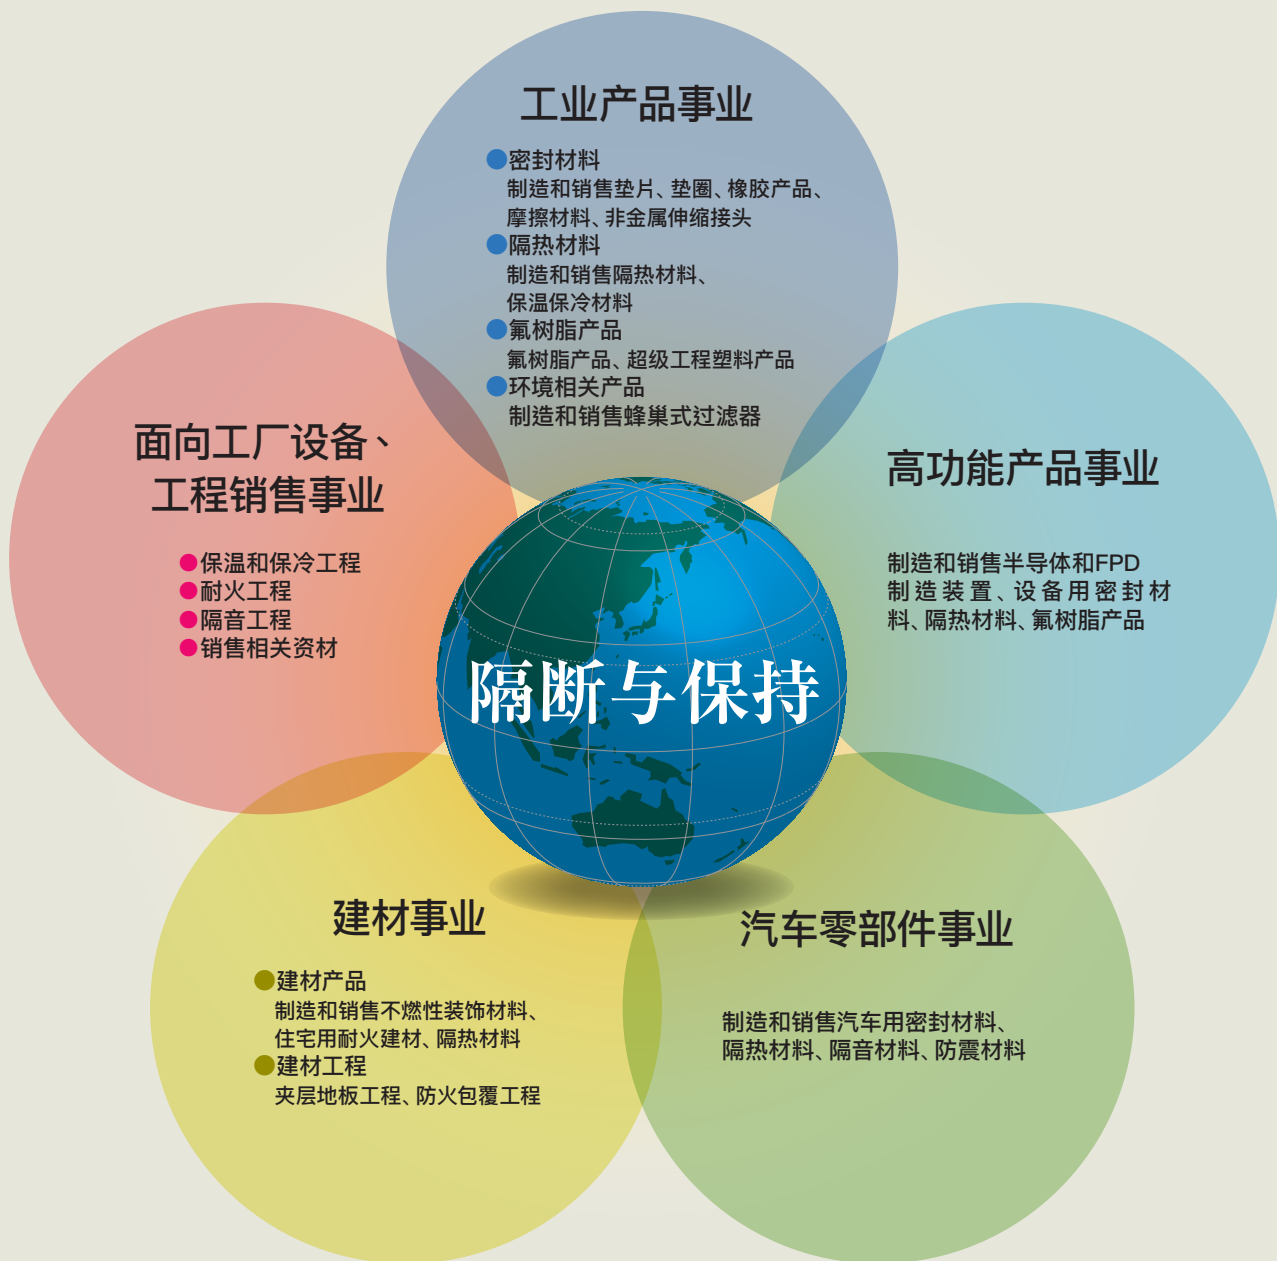 工业产品事业
●密封材料
制造和销售垫片、垫圈、橡胶产品、
摩擦材料、非金属伸缩接头
●隔热材料
制造和销售隔热材料、
保温保冷材料
●氟树脂产品
氟树脂产品、超级工程塑料产品
●环境相关产品
制造和销售蜂巢式过滤器
面向工厂设备、
工程销售事业
●保温和保冷工程
●耐火工程
●隔音工程
●销售相关资材
高功能产品事业
制造和销售半导体和FPD
制造装置、设备用密封材
料、隔热材料、氟树脂产品
隔断与保持
建材事业
●建材产品
制造和销售不燃性装饰材料、
住宅用耐火建材、隔热材料
●建材工程
夹层地板工程、防火包覆工程
汽车零部件事业
制造和销售汽车用密封材料、
隔热材料、隔音材料、防震材料